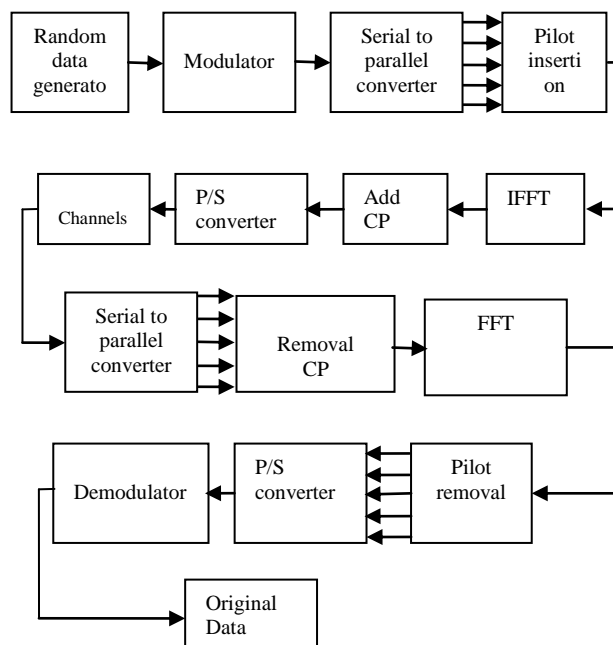 Random
data
generato
Modulator
Serial to
parallel
converter
Pilot
inserti
on
Channels
P/S
converter
Add
CP
IFFT
Serial to
parallel
converter
Removal
CP
FFT
Demodulator
P/S
converter
Pilot
removal
Original
Data